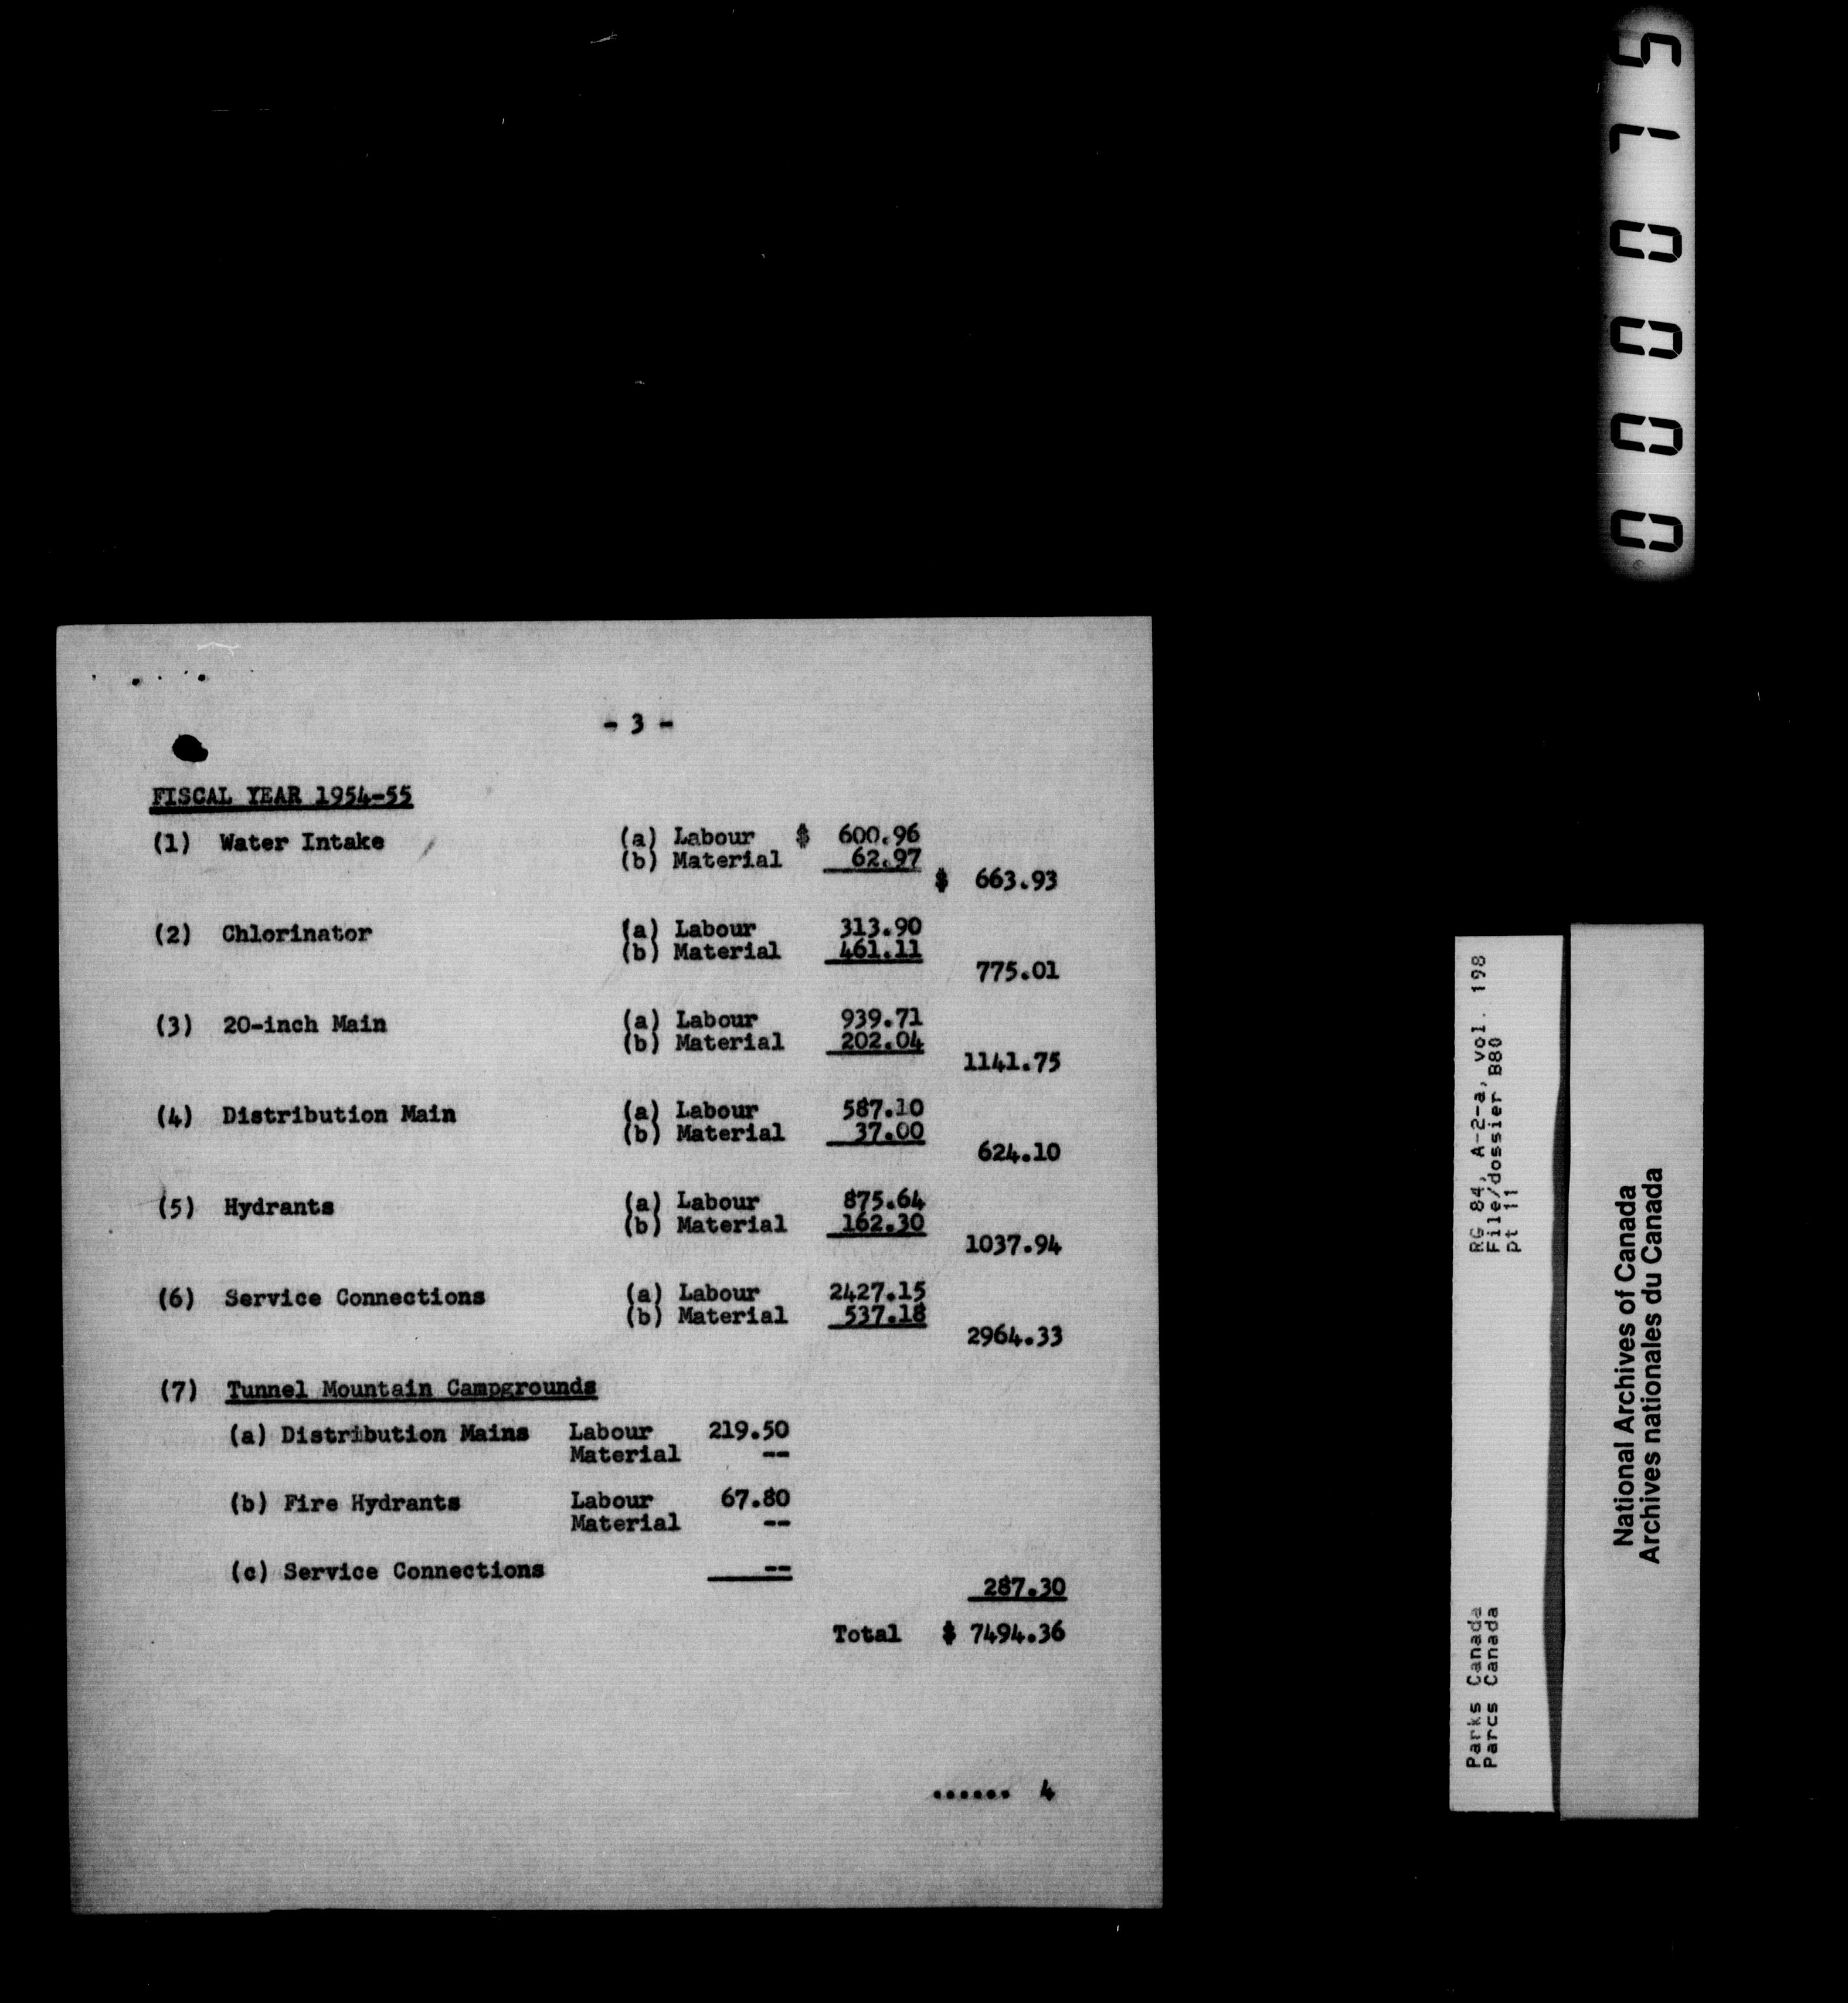 000075
- 3 -
FISCAL YEAR 1954-55
(1) Water Intake (a) Labour $ 600.96
(b) Material 62.97
$ 663.93
(2) Chlorinator (a) Labour 313.90
(b) Material 461.11
775.01
(3) 20-inch Main (a) Labour 939.71
(b) Material 202.04
1141.75
(4) Distribution Main (a) Labour 587.10
(b) Material 37.00
624.10
(5) Hydrants (a) Labour 875.64
(b) Material 162.30
1037.94
(6) Service Connections (a) Labour 2427.15
(b) Material 537.18
2964.33
(7) Tunnel Mountain Campgrounds
(a) Distribution Mains Labour 219.50
Material --
(b) Fire Hydrants Labour 67.80
Material --
(c) Service Connections --
287.30
Total $ 7494.36
...... 4
Parks Canada RG 84, A-2-a, vol. 198
Parcs Canada File/dossier B80
pt 11
National Archives of Canada
Archives nationales du Canada